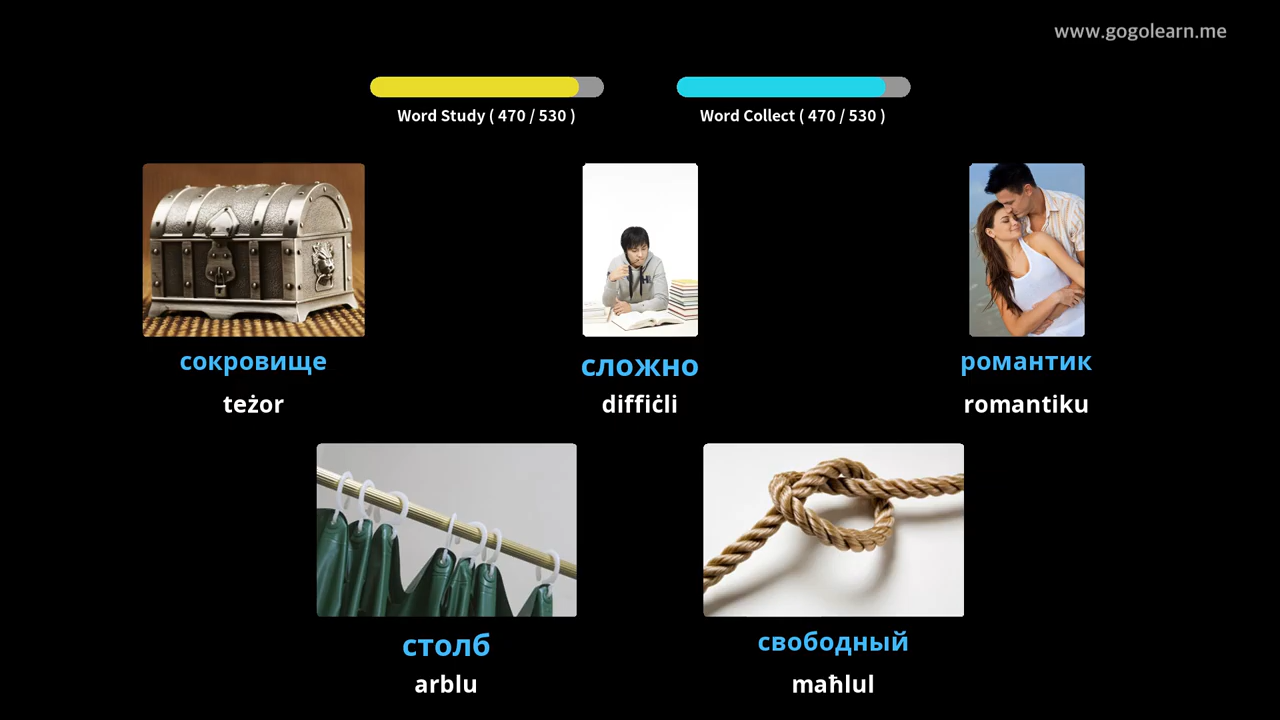 www.gogolearn.me
Word Study ( 470 / 530 )
Word Collect ( 470 / 530 )
сокровище
teżor
сложно
diffiċli
романтик
romantiku
столб
arblu
свободный
maħlul